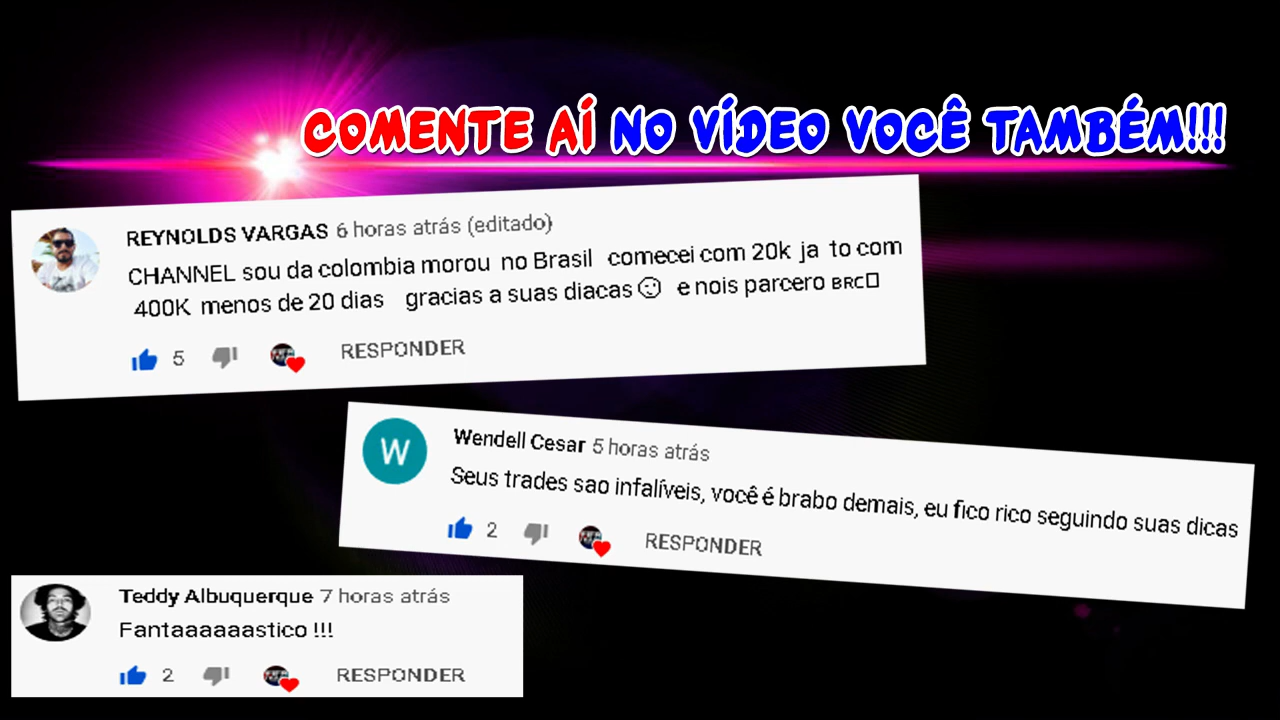 COMENTE AÍ NO VÍDEO VOCÊ TAMBÉM!!!
REYNOLDS VARGAS 6 horas atrás (editado)
CHANNEL sou da colombia morou no Brasil comecei com 20k ja to com
400K menos de 20 dias gracias a suas diacas e nois parcero BRC
5 RESPONDER
W
Wendell Cesar 5 horas atrás
Seus trades sao infalíveis, você é brabo demais, eu fico rico seguindo suas dicas
2 RESPONDER
Teddy Albuquerque 7 horas atrás
Fantaaaaaaastico !!!
2 RESPONDER